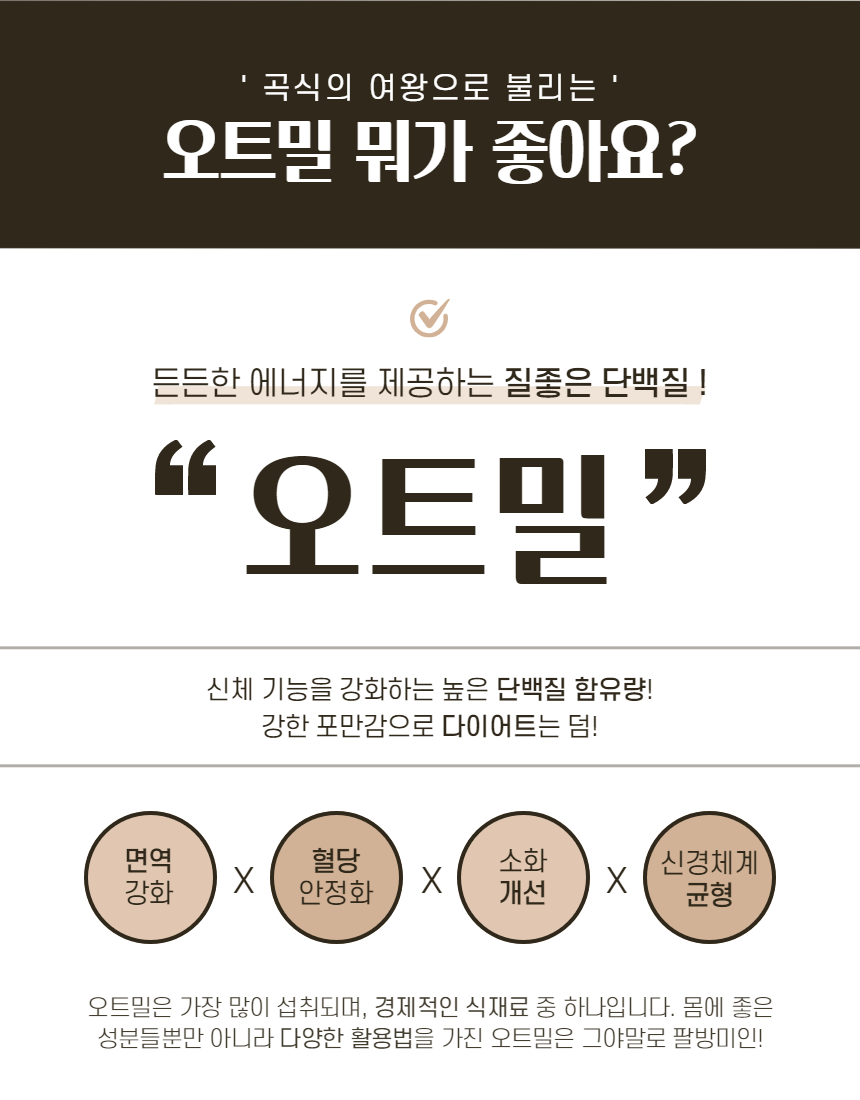 ' 곡식의 여왕으로 불리는 '
오트밀 뭐가 좋아요?
든든한 에너지를 제공하는 질좋은 단백질 !
“ 오트밀 ”
신체 기능을 강화하는 높은 단백질 함유량!
강한 포만감으로 다이어트는 덤!
면역
강화
X
혈당
안정화
X
소화
개선
X
신경체계
균형
오트밀은 가장 많이 섭취되며, 경제적인 식재료 중 하나입니다. 몸에 좋은
성분들뿐만 아니라 다양한 활용법을 가진 오트밀은 그야말로 팔방미인!